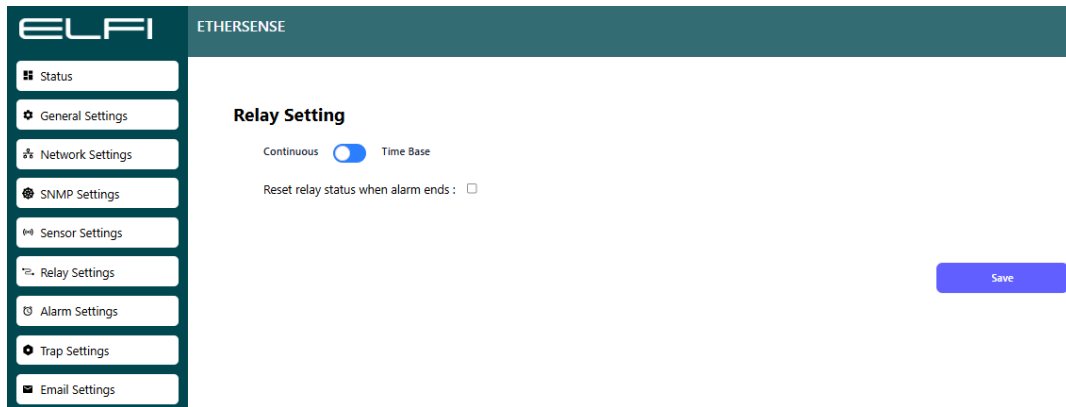 ELFI
ETHERSENSE
Status
General Settings
Network Settings
SNMP Settings
Sensor Settings
Relay Settings
Alarm Settings
Trap Settings
Email Settings
Relay Setting
Continuous Time Base
Reset relay status when alarm ends :
Save